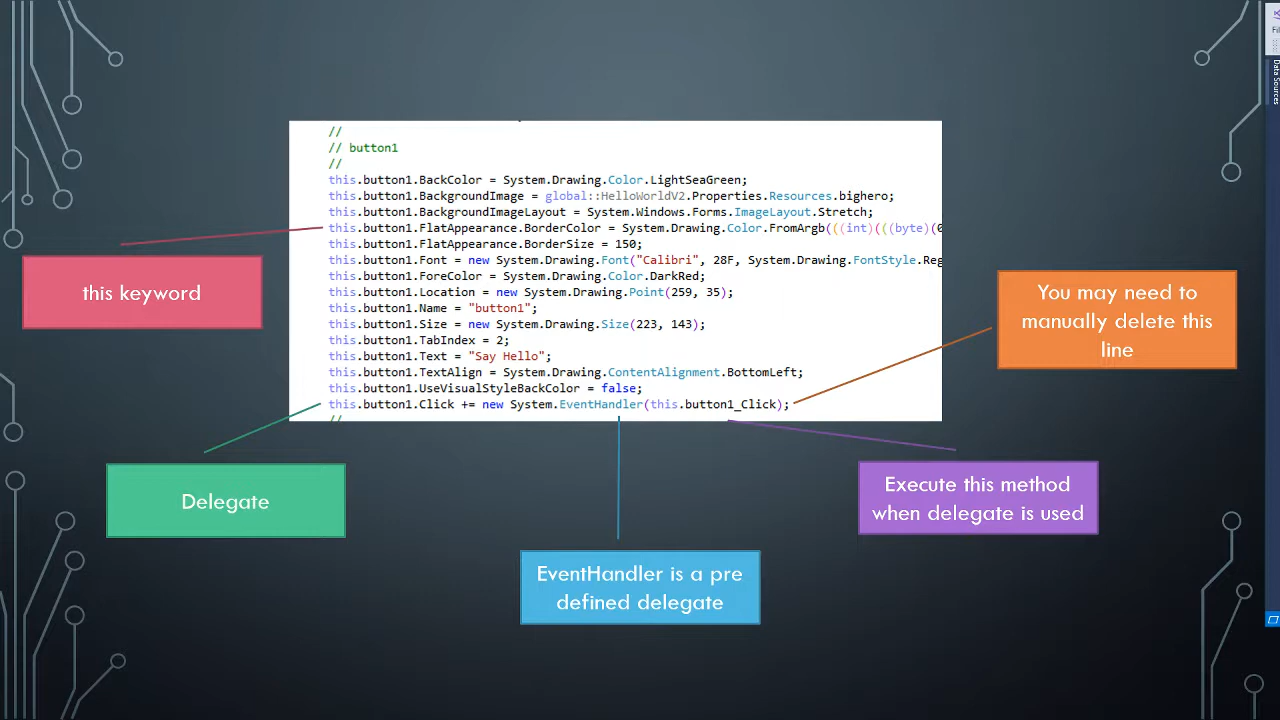 //
// button1
//
this.button1.BackColor = System.Drawing.Color.LightSeaGreen;
this.button1.BackgroundImage = global::HelloWorldV2.Properties.Resources.bighero;
this.button1.BackgroundImageLayout = System.Windows.Forms.ImageLayout.Stretch;
this.button1.FlatAppearance.BorderColor = System.Drawing.Color.FromArgb(((int)(((byte)(0
this.button1.FlatAppearance.BorderSize = 150;
this.button1.Font = new System.Drawing.Font("Calibri", 28F, System.Drawing.FontStyle.Reg
this.button1.ForeColor = System.Drawing.Color.DarkRed;
this.button1.Location = new System.Drawing.Point(259, 35);
this.button1.Name = "button1";
this.button1.Size = new System.Drawing.Size(223, 143);
this.button1.TabIndex = 2;
this.button1.Text = "Say Hello";
this.button1.TextAlign = System.Drawing.ContentAlignment.BottomLeft;
this.button1.UseVisualStyleBackColor = false;
this.button1.Click += new System.EventHandler(this.button1_Click);
//
this keyword
You may need to
manually delete this
line
Delegate
Execute this method
when delegate is used
EventHandler is a pre
defined delegate
Data Sources